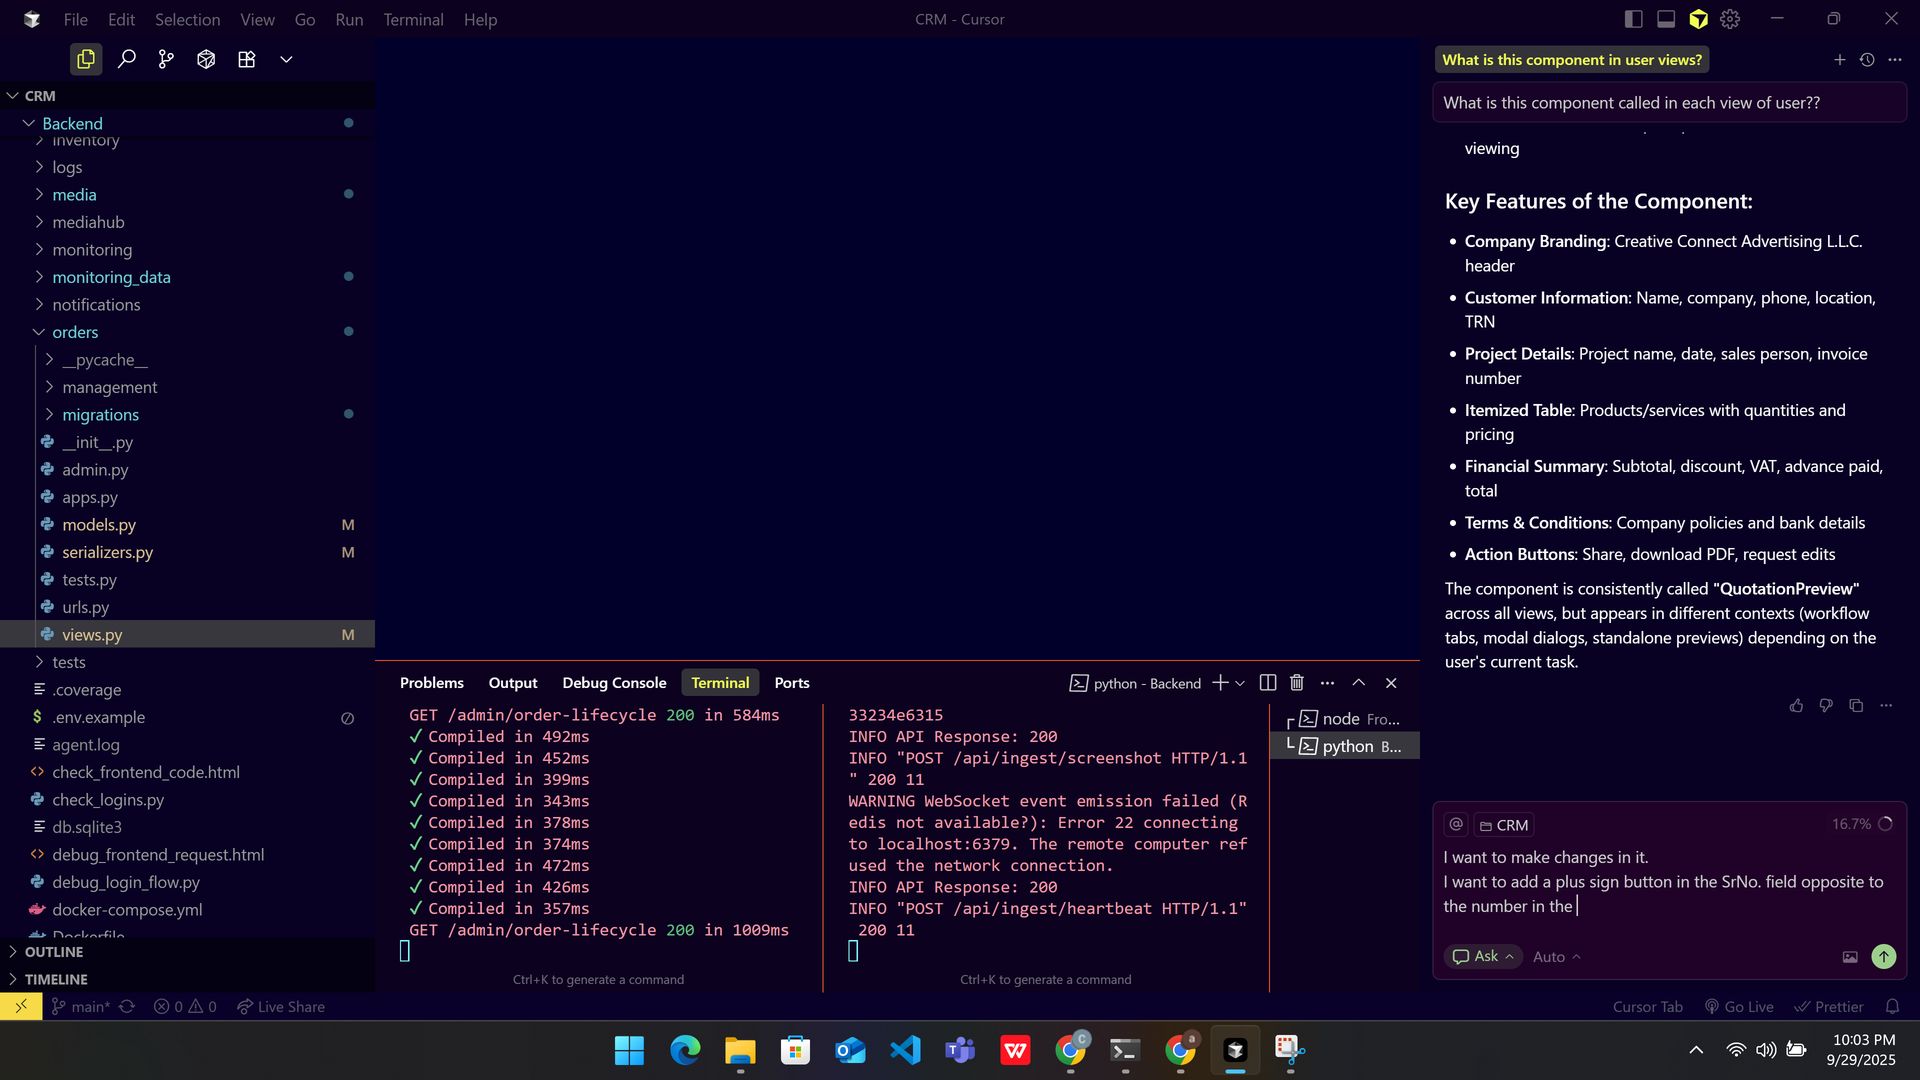 File Edit Selection View Go Run Terminal Help
CRM - Cursor
CRM
Backend
inventory
logs
media
mediahub
monitoring
monitoring_data
notifications
orders
__pycache__
management
migrations
__init__.py
admin.py
apps.py
models.py M
serializers.py M
tests.py
urls.py
views.py M
tests
.coverage
$ .env.example
agent.log
check_frontend_code.html
check_logins.py
db.sqlite3
debug_frontend_request.html
debug_login_flow.py
docker-compose.yml
Dockerfile
OUTLINE
TIMELINE
Problems Output Debug Console Terminal Ports
python - Backend
GET /admin/order-lifecycle 200 in 584ms
✓ Compiled in 492ms
✓ Compiled in 452ms
✓ Compiled in 399ms
✓ Compiled in 343ms
✓ Compiled in 378ms
✓ Compiled in 374ms
✓ Compiled in 472ms
✓ Compiled in 426ms
✓ Compiled in 357ms
GET /admin/order-lifecycle 200 in 1009ms
Ctrl+K to generate a command
33234e6315
INFO API Response: 200
INFO "POST /api/ingest/screenshot HTTP/1.1
" 200 11
WARNING WebSocket event emission failed (R
edis not available?): Error 22 connecting
to localhost:6379. The remote computer ref
used the network connection.
INFO API Response: 200
INFO "POST /api/ingest/heartbeat HTTP/1.1"
200 11
Ctrl+K to generate a command
node Fro...
python B...
What is this component in user views?
What is this component called in each view of user??
viewing
Key Features of the Component:
• Company Branding: Creative Connect Advertising L.L.C.
header
• Customer Information: Name, company, phone, location,
TRN
• Project Details: Project name, date, sales person, invoice
number
• Itemized Table: Products/services with quantities and
pricing
• Financial Summary: Subtotal, discount, VAT, advance paid,
total
• Terms & Conditions: Company policies and bank details
• Action Buttons: Share, download PDF, request edits
The component is consistently called "QuotationPreview"
across all views, but appears in different contexts (workflow
tabs, modal dialogs, standalone previews) depending on the
user's current task.
@ CRM 16.7%
I want to make changes in it.
I want to add a plus sign button in the SrNo. field opposite to
the number in the
Ask Auto
main* 0 0 Live Share
Cursor Tab Go Live Prettier
C
a
10:03 PM
9/29/2025